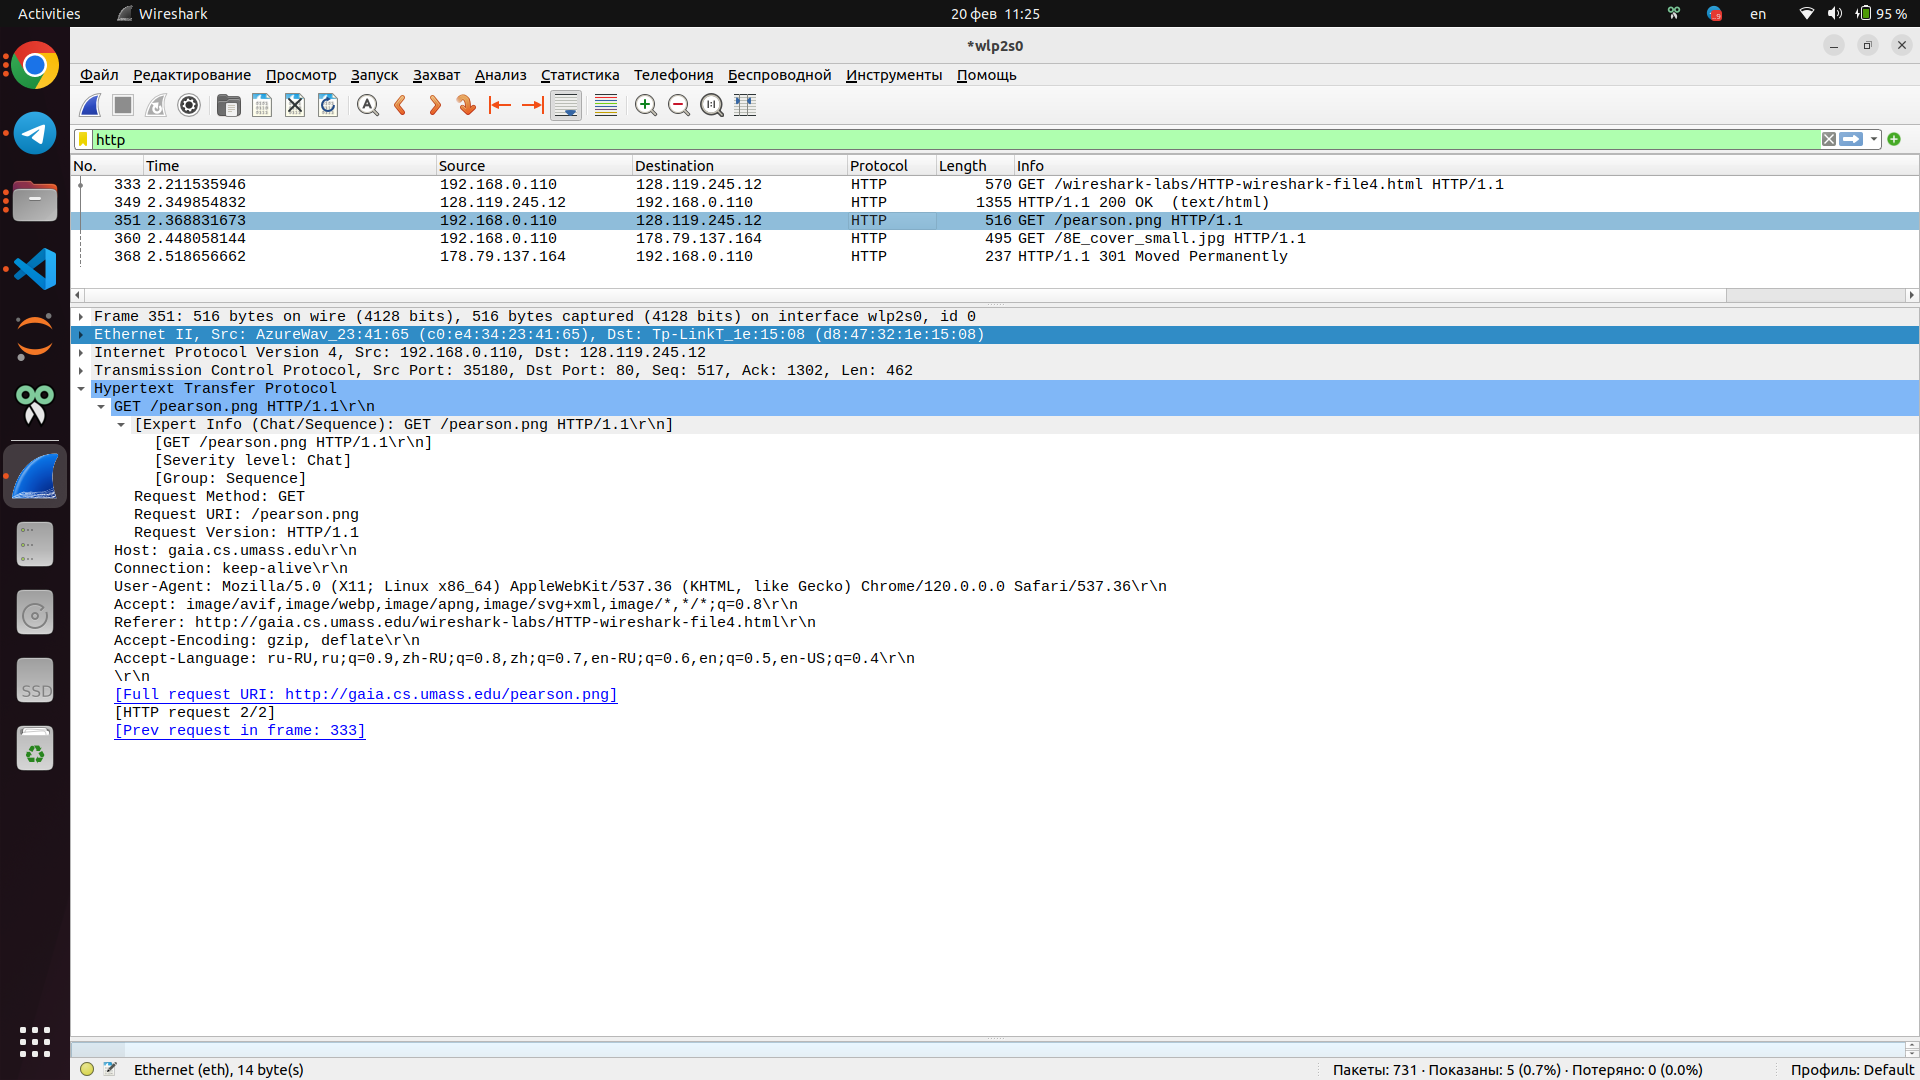 Activities Wireshark 20 фев 11:25 en 95 %
*wlp2s0
Файл Редактирование Просмотр Запуск Захват Анализ Статистика Телефония Беспроводной Инструменты Помощь
http
No. Time Source Destination Protocol Length Info
333 2.211535946 192.168.0.110 128.119.245.12 HTTP 570 GET /wireshark-labs/HTTP-wireshark-file4.html HTTP/1.1
349 2.349854832 128.119.245.12 192.168.0.110 HTTP 1355 HTTP/1.1 200 OK (text/html)
351 2.368831673 192.168.0.110 128.119.245.12 HTTP 516 GET /pearson.png HTTP/1.1
360 2.448058144 192.168.0.110 178.79.137.164 HTTP 495 GET /8E_cover_small.jpg HTTP/1.1
368 2.518656662 178.79.137.164 192.168.0.110 HTTP 237 HTTP/1.1 301 Moved Permanently
Frame 351: 516 bytes on wire (4128 bits), 516 bytes captured (4128 bits) on interface wlp2s0, id 0
Ethernet II, Src: AzureWav_23:41:65 (c0:e4:34:23:41:65), Dst: Tp-LinkT_1e:15:08 (d8:47:32:1e:15:08)
Internet Protocol Version 4, Src: 192.168.0.110, Dst: 128.119.245.12
Transmission Control Protocol, Src Port: 35180, Dst Port: 80, Seq: 517, Ack: 1302, Len: 462
Hypertext Transfer Protocol
GET /pearson.png HTTP/1.1\r\n
[Expert Info (Chat/Sequence): GET /pearson.png HTTP/1.1\r\n]
[GET /pearson.png HTTP/1.1\r\n]
[Severity level: Chat]
[Group: Sequence]
Request Method: GET
Request URI: /pearson.png
Request Version: HTTP/1.1
Host: gaia.cs.umass.edu\r\n
Connection: keep-alive\r\n
User-Agent: Mozilla/5.0 (X11; Linux x86_64) AppleWebKit/537.36 (KHTML, like Gecko) Chrome/120.0.0.0 Safari/537.36\r\n
Accept: image/avif,image/webp,image/apng,image/svg+xml,image/*,*/*;q=0.8\r\n
Referer: http://gaia.cs.umass.edu/wireshark-labs/HTTP-wireshark-file4.html\r\n
Accept-Encoding: gzip, deflate\r\n
Accept-Language: ru-RU,ru;q=0.9,zh-RU;q=0.8,zh;q=0.7,en-RU;q=0.6,en;q=0.5,en-US;q=0.4\r\n
\r\n
[Full request URI: http://gaia.cs.umass.edu/pearson.png]
[HTTP request 2/2]
[Prev request in frame: 333]
SSD
Ethernet (eth), 14 byte(s) Пакеты: 731 · Показаны: 5 (0.7%) · Потеряно: 0 (0.0%) Профиль: Default